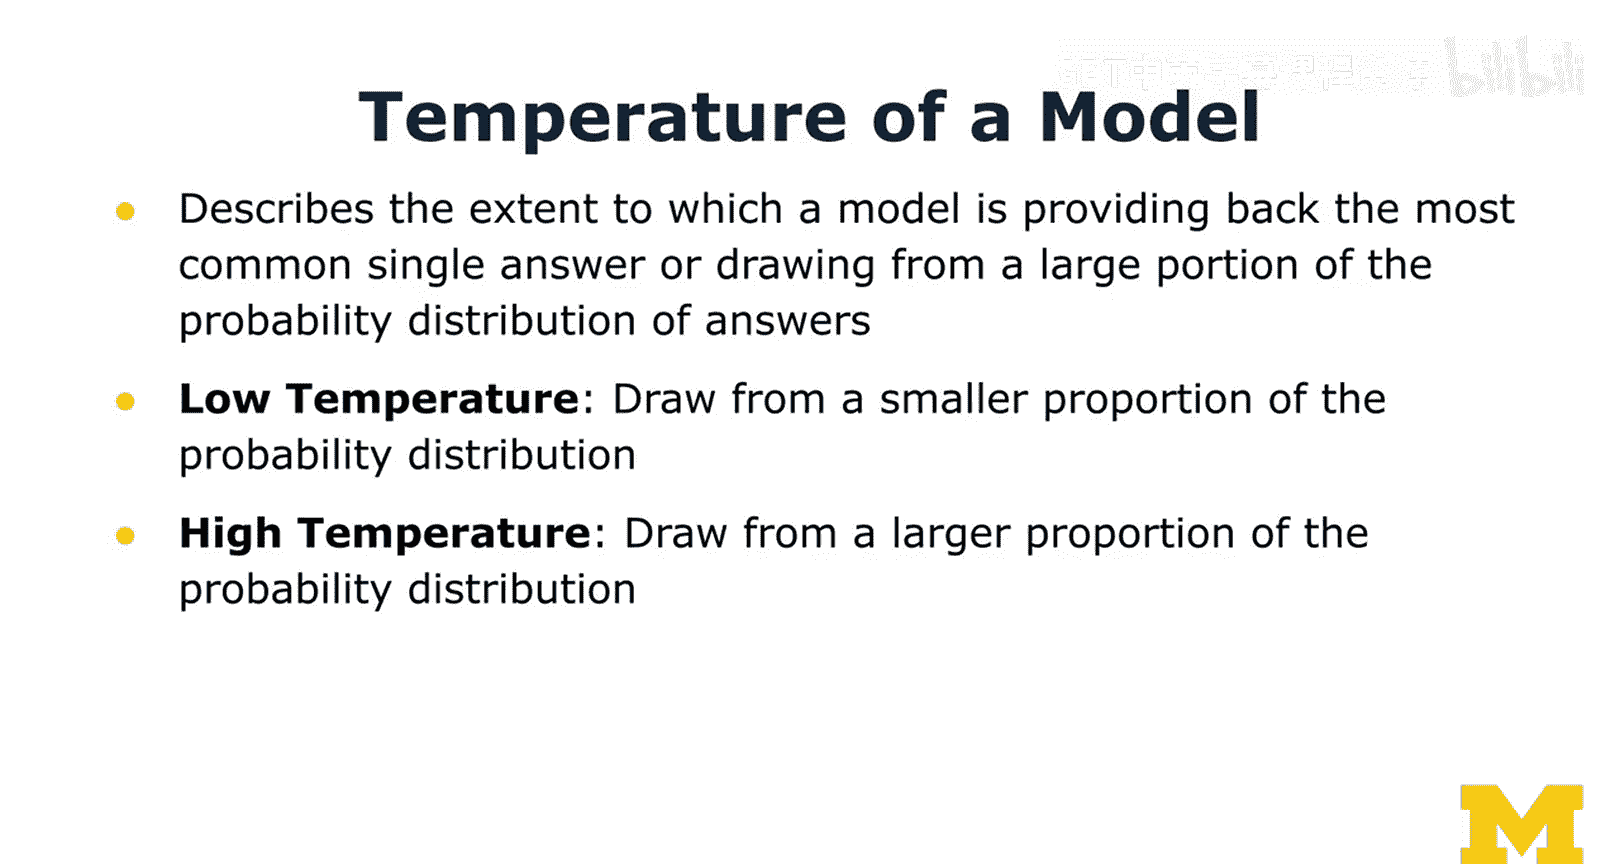 bilibili
Temperature of a Model
Describes the extent to which a model is providing back the most
common single answer or drawing from a large portion of the
probability distribution of answers
Low Temperature: Draw from a smaller proportion of the
probability distribution
High Temperature: Draw from a larger proportion of the
probability distribution
M